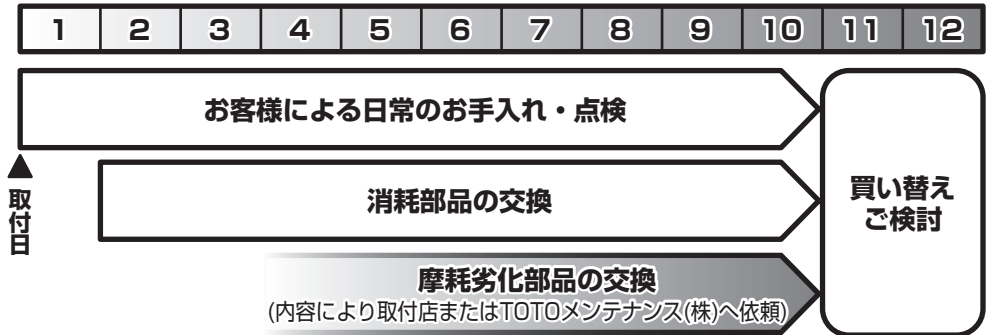 1 2 3 4 5 6 7 8 9 10 11 12
お客様による日常のお手入れ・点検
取付日
消耗部品の交換
買い替え
ご検討
摩耗劣化部品の交換
(内容により取付店またはTOTOメンテナンス(株)へ依頼)